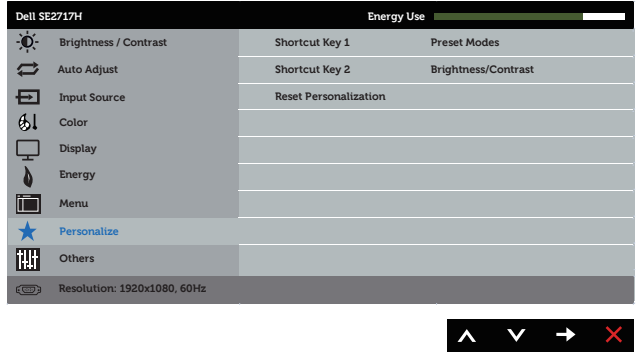 Dell SE2717H Energy Use
Brightness / Contrast Shortcut Key 1 Preset Modes
Auto Adjust Shortcut Key 2 Brightness/Contrast
Input Source Reset Personalization
Color
Display
Energy
Menu
Personalize
Others
Resolution: 1920x1080, 60Hz